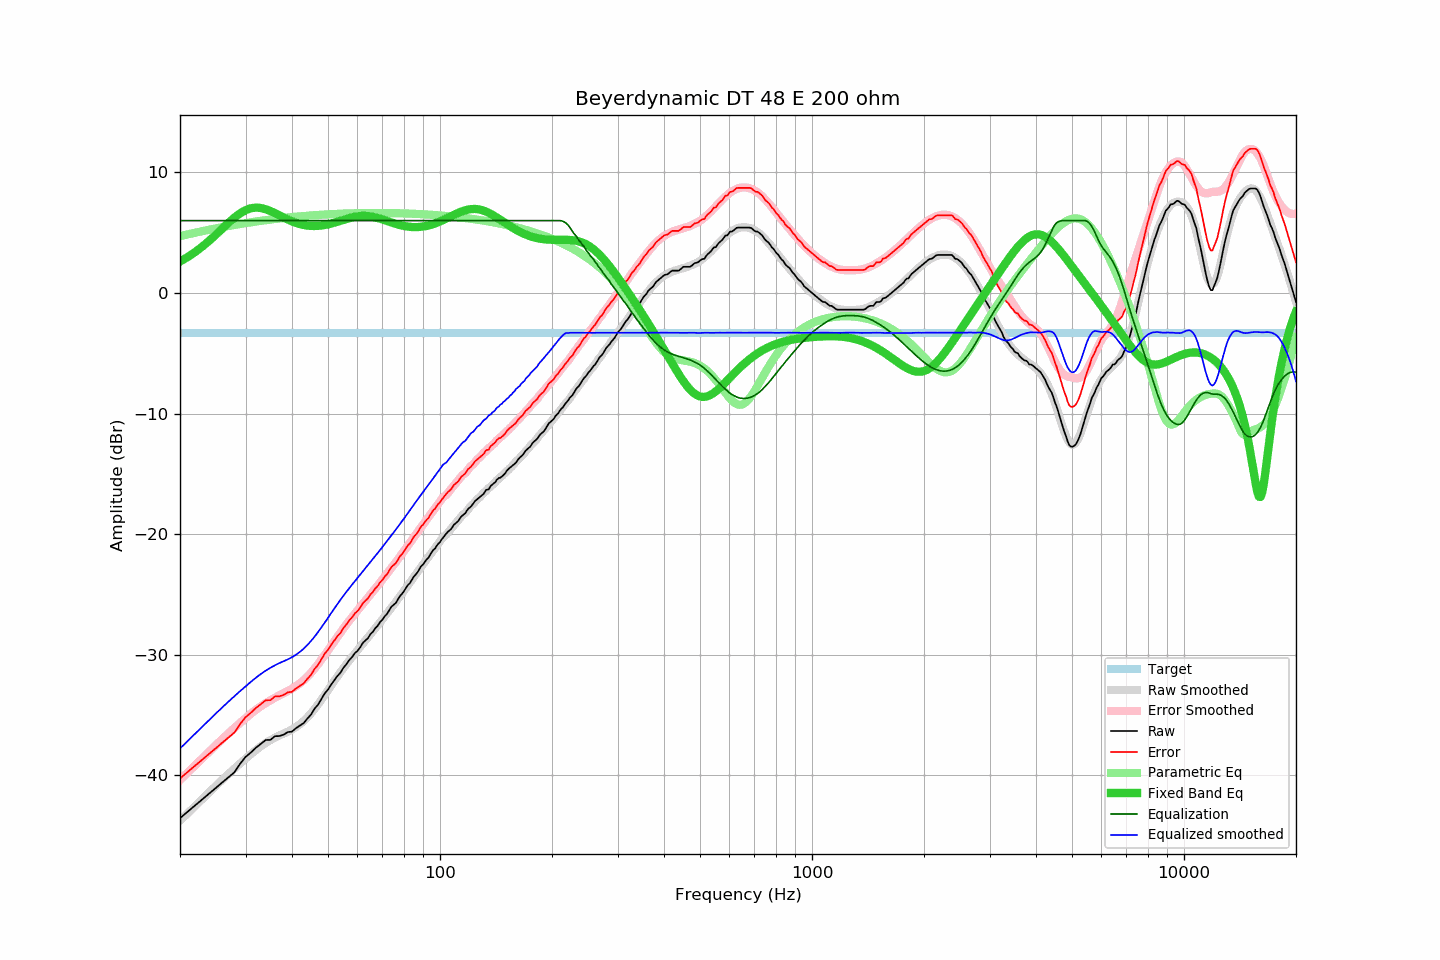 Beyerdynamic DT 48 E 200 ohm
Amplitude (dBr)
10
0
−10
−20
−30
−40
100
1000
10000
Frequency (Hz)
Target
Raw Smoothed
Error Smoothed
Raw
Error
Parametric Eq
Fixed Band Eq
Equalization
Equalized smoothed